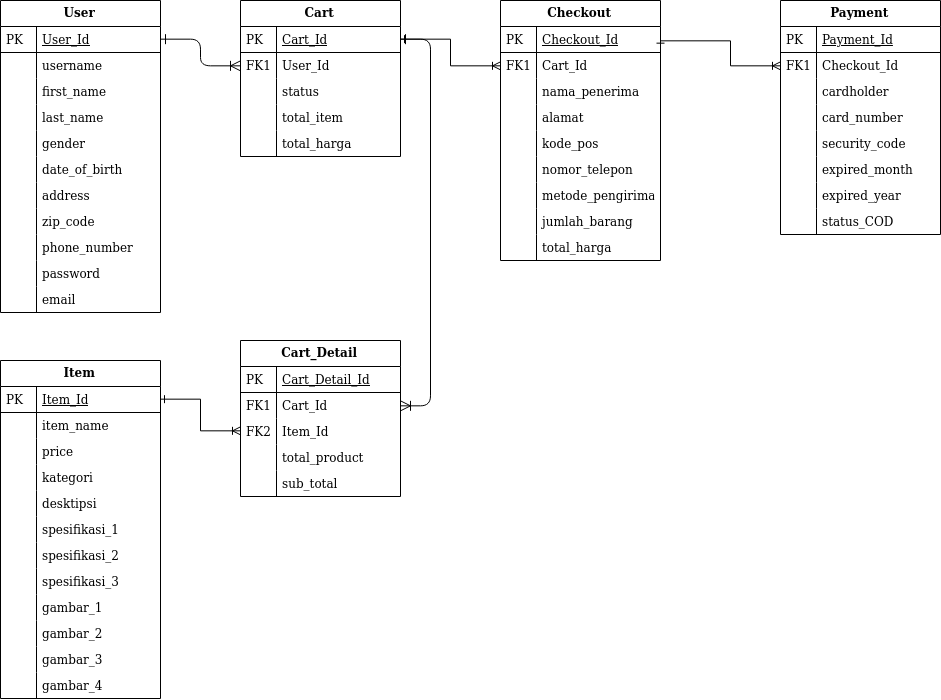 User
PK User_Id
username
first_name
last_name
gender
date_of_birth
address
zip_code
phone_number
password
email
Cart
PK Cart_Id
FK1 User_Id
status
total_item
total_harga
Checkout
PK Checkout_Id
FK1 Cart_Id
nama_penerima
alamat
kode_pos
nomor_telepon
metode_pengirima
jumlah_barang
total_harga
Payment
PK Payment_Id
FK1 Checkout_Id
cardholder
card_number
security_code
expired_month
expired_year
status_COD
Item
PK Item_Id
item_name
price
kategori
desktipsi
spesifikasi_1
spesifikasi_2
spesifikasi_3
gambar_1
gambar_2
gambar_3
gambar_4
Cart_Detail
PK Cart_Detail_Id
FK1 Cart_Id
FK2 Item_Id
total_product
sub_total